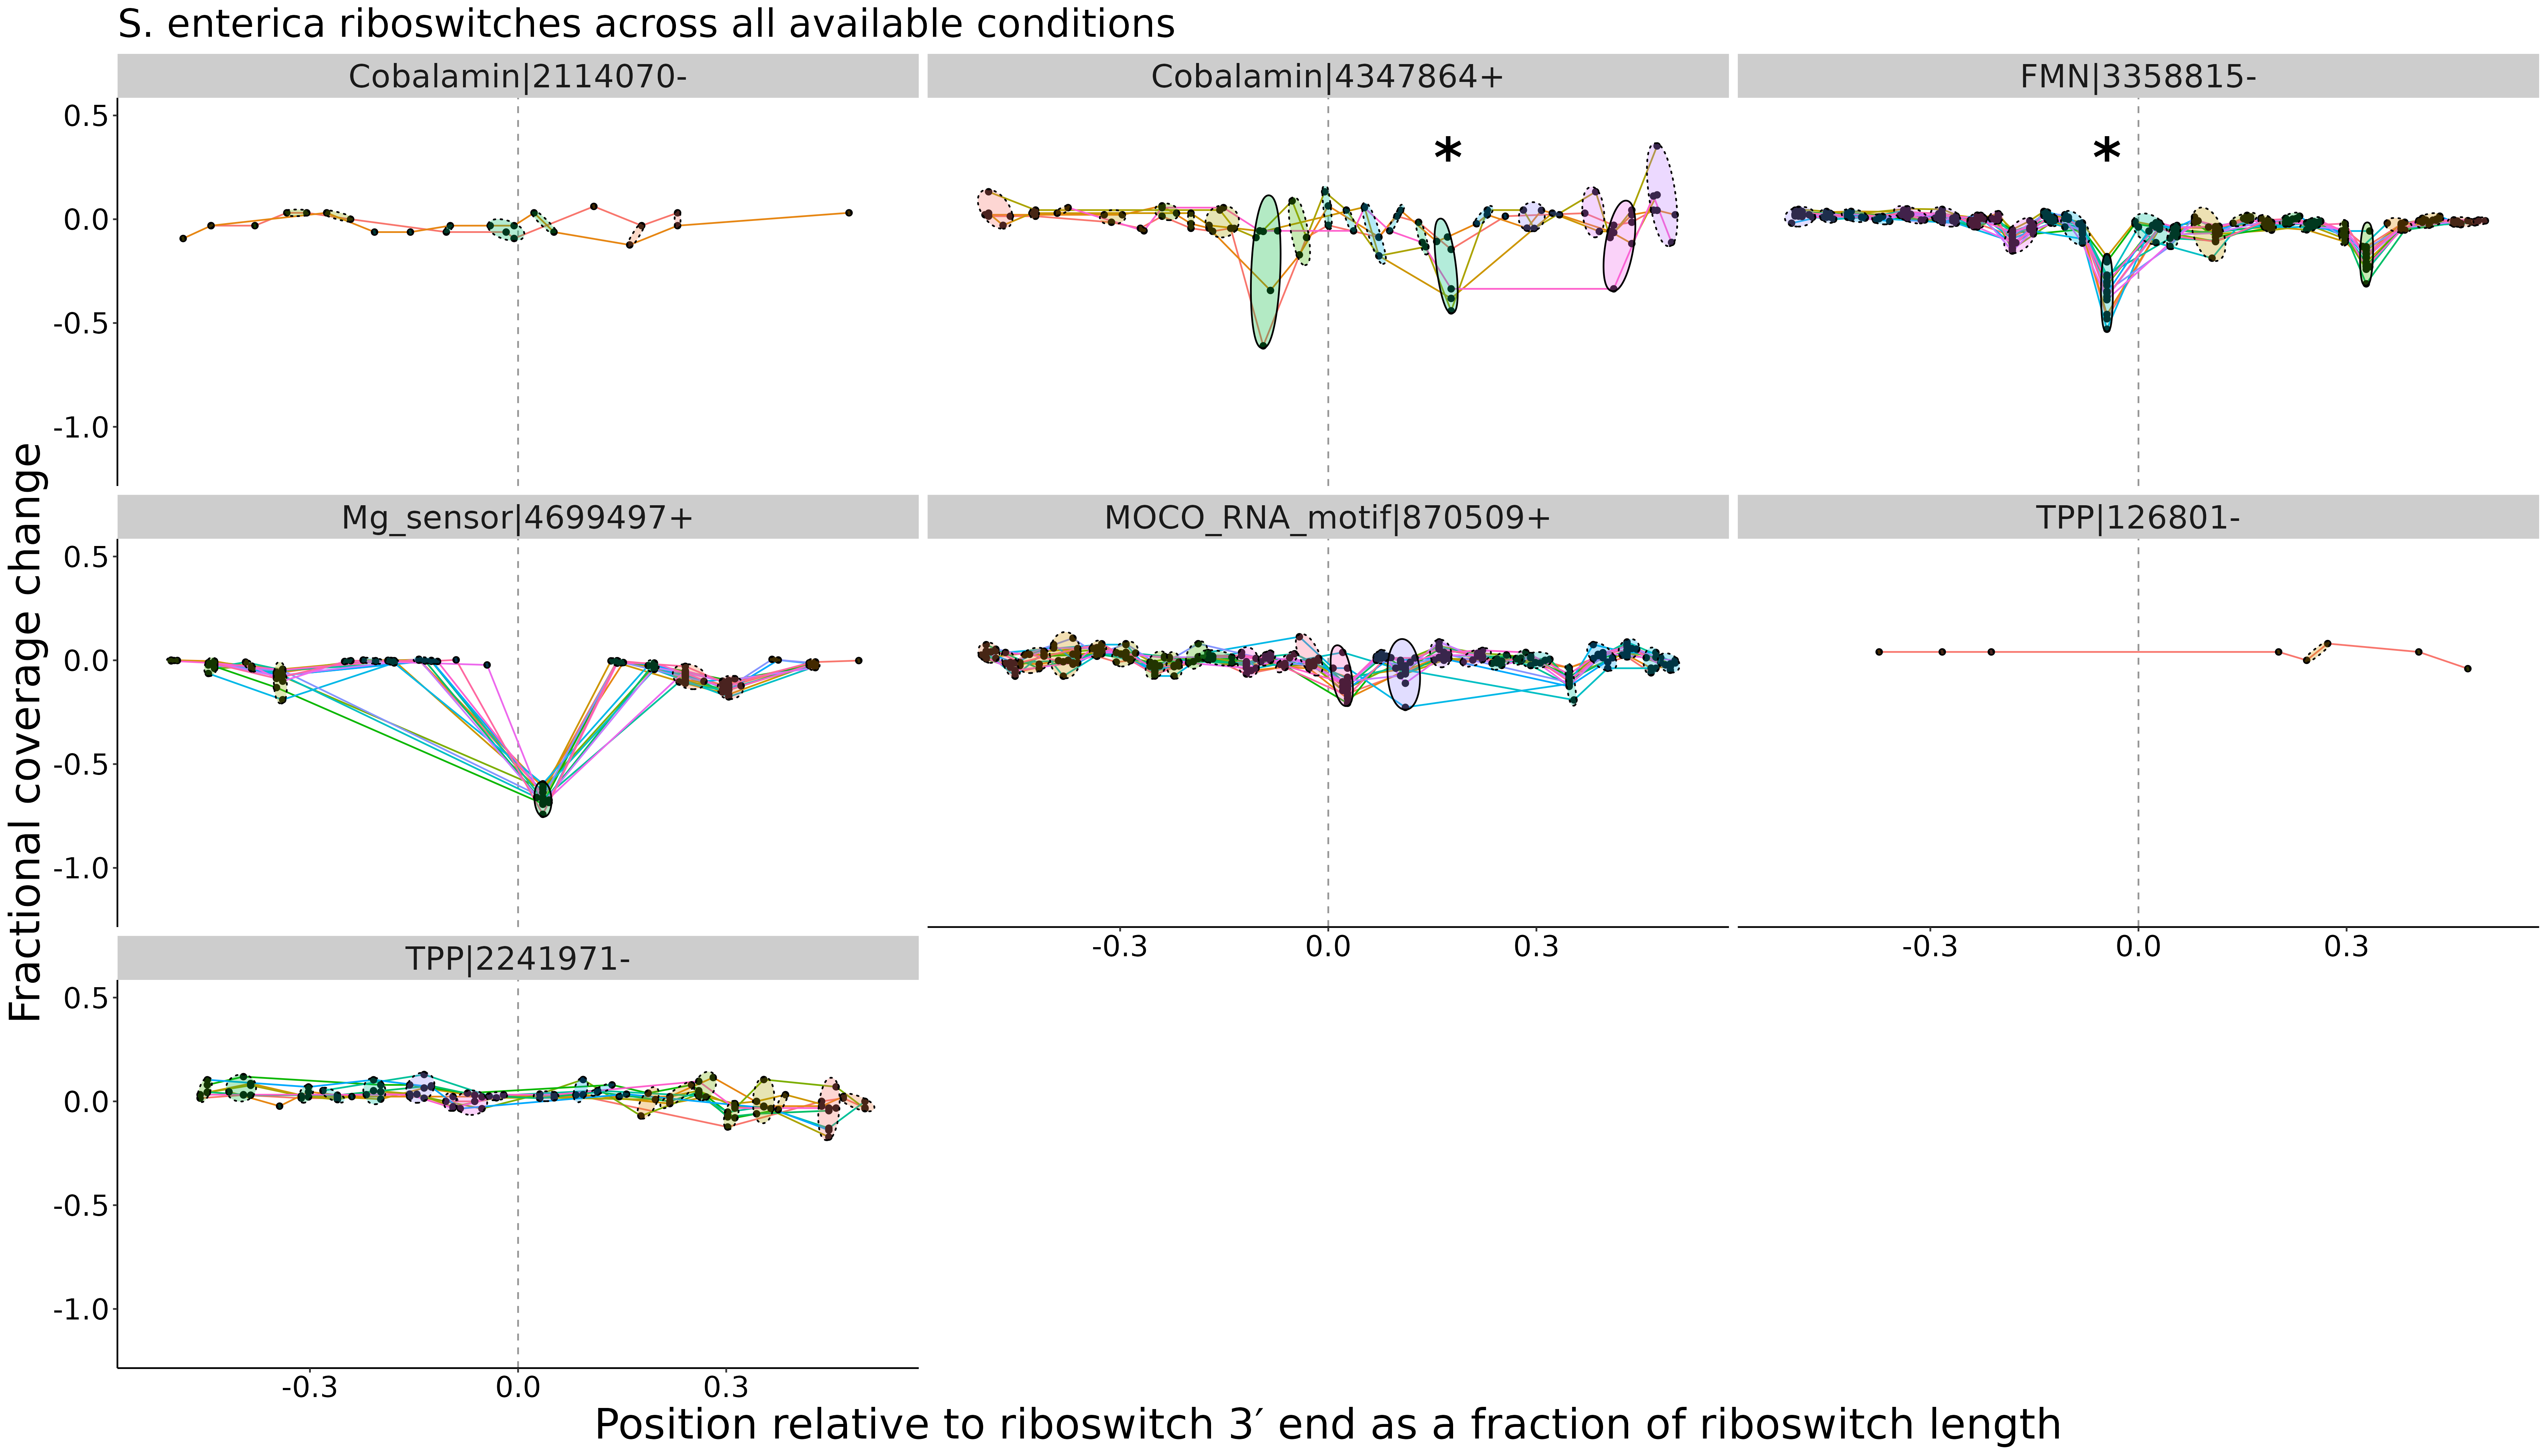 S. enterica riboswitches across all available conditions
Cobalamin|2114070-
Cobalamin|4347864+
FMN|3358815-
0.5
0.0
-0.5
-1.0
*
*
Mg_sensor|4699497+
MOCO_RNA_motif|870509+
TPP|126801-
0.5
0.0
-0.5
-1.0
-0.3 0.0 0.3
-0.3 0.0 0.3
TPP|2241971-
0.5
0.0
-0.5
-1.0
-0.3 0.0 0.3
Fractional coverage change
Position relative to riboswitch 3′ end as a fraction of riboswitch length